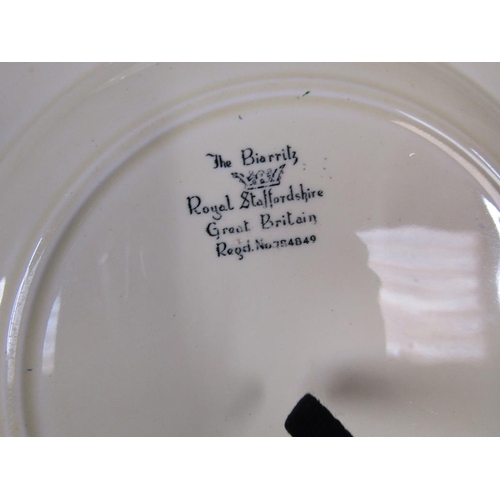 The Biarritz
Royal Staffordshire
Great Britain
Regd. No. 784849